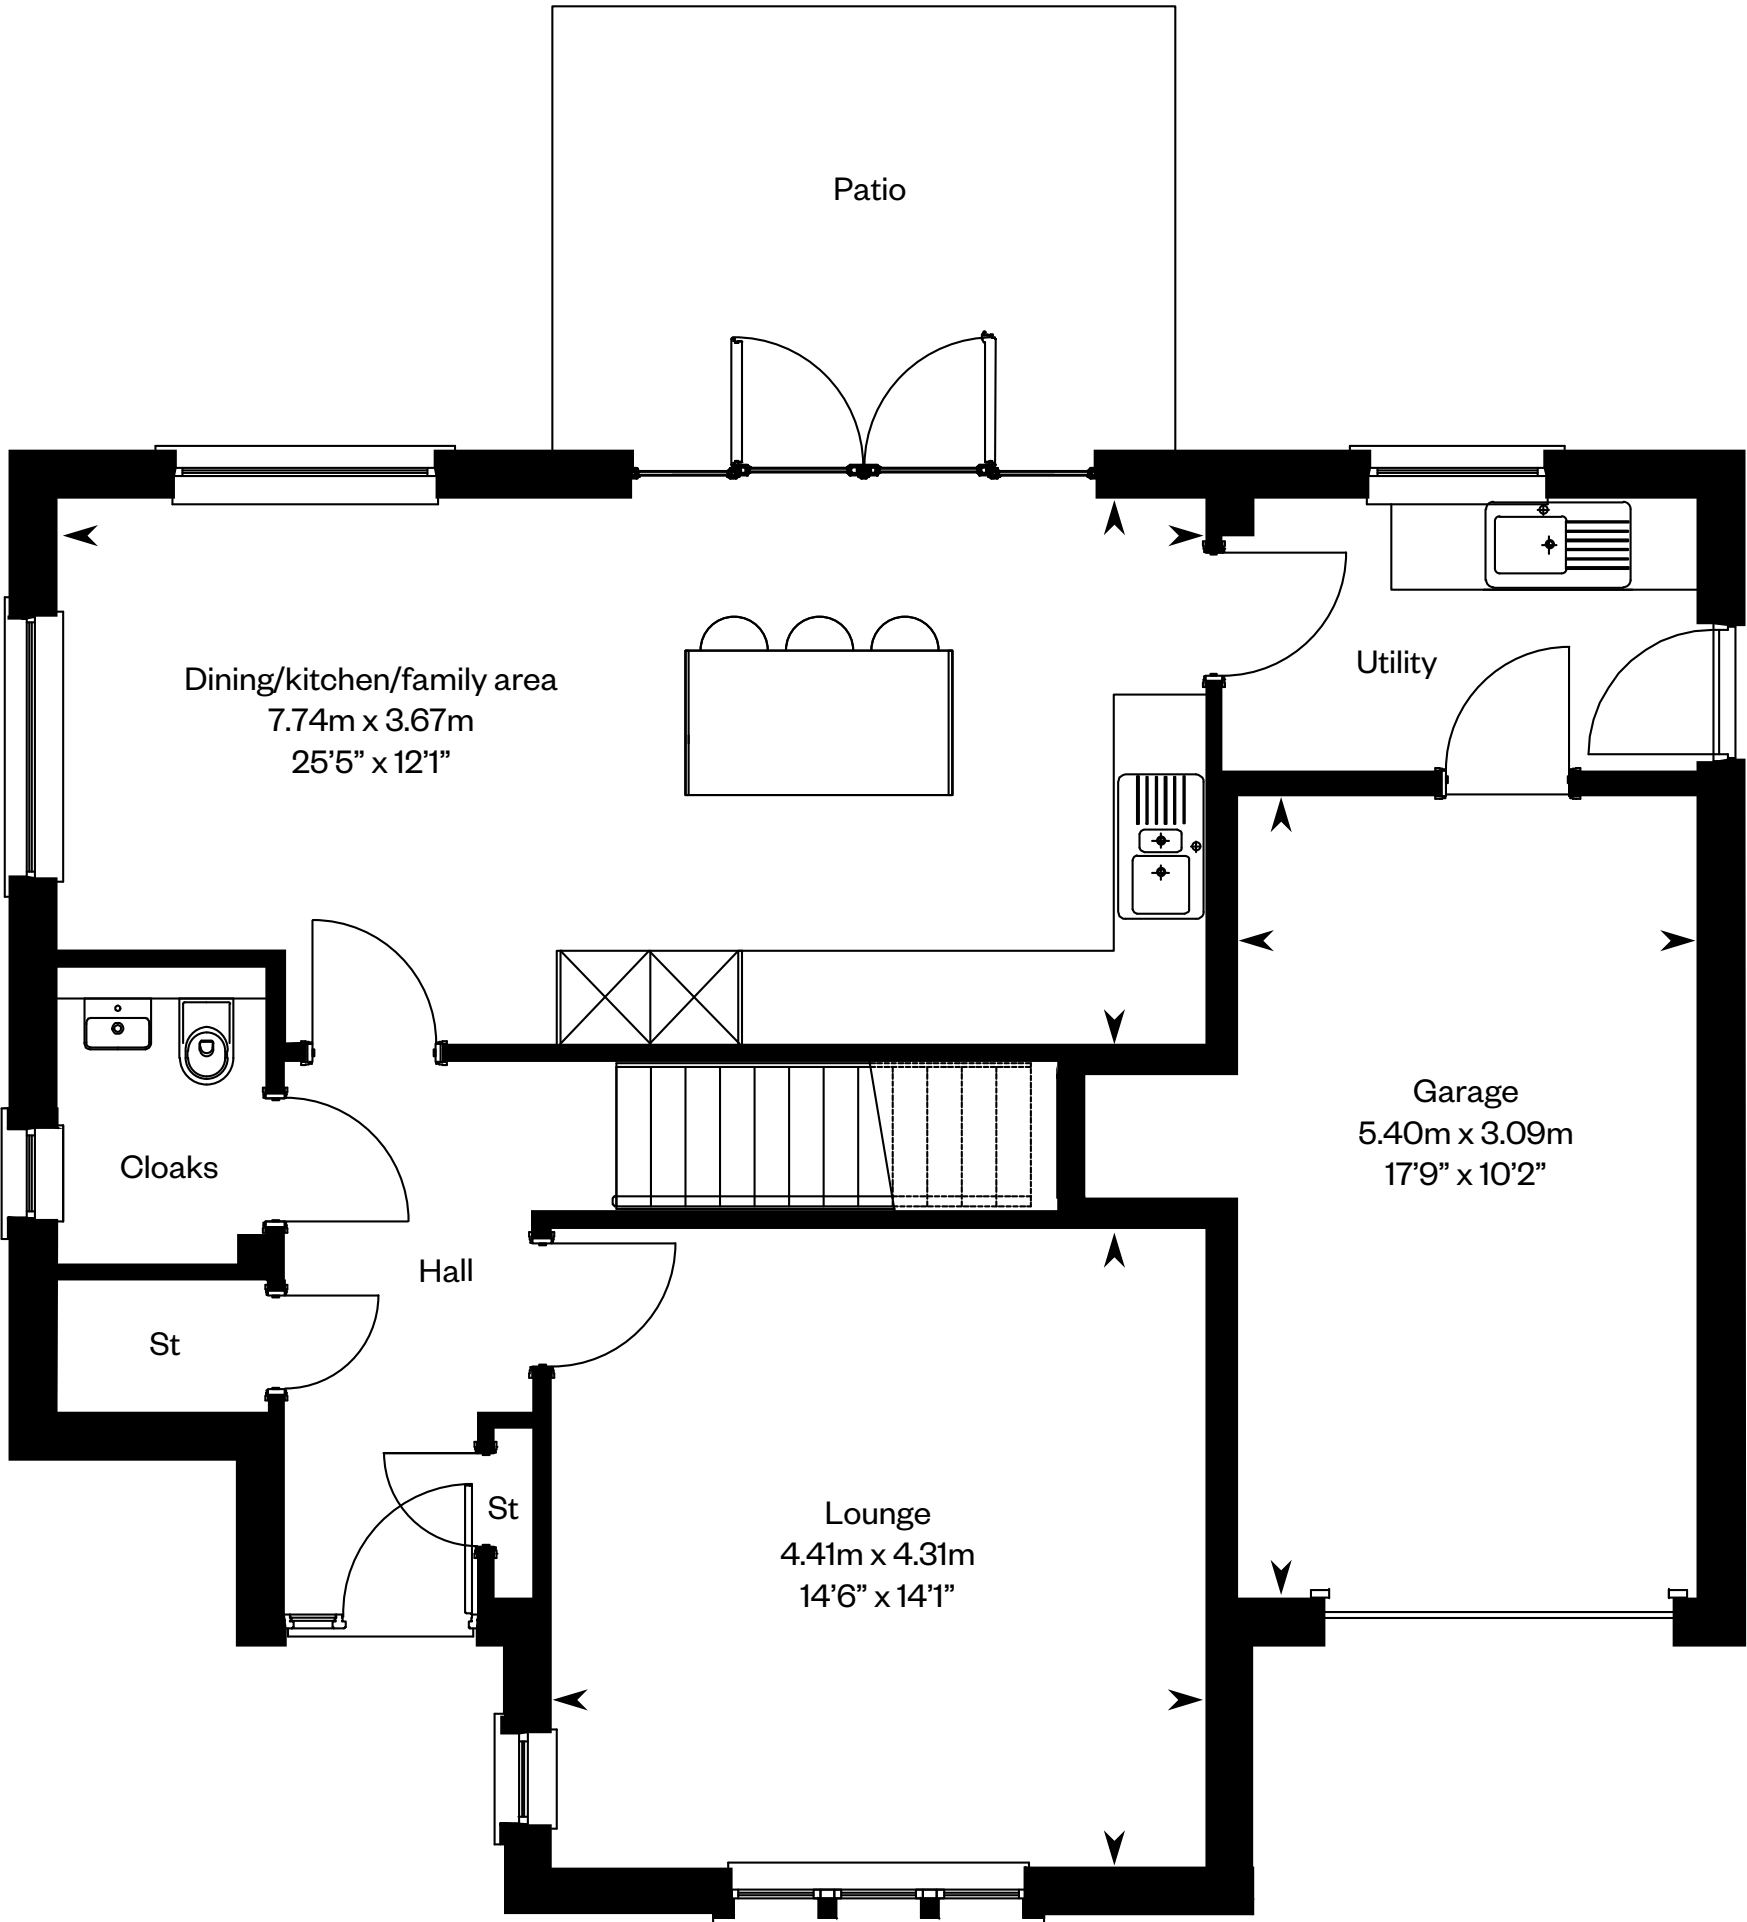 Patio
Dining/kitchen/family area
7.74m x 3.67m
25’5” x 12’1”
Utility
Garage
5.40m x 3.09m
17’9” x 10’2”
Cloaks
Hall
St
St
Lounge
4.41m x 4.31m
14’6” x 14’1”